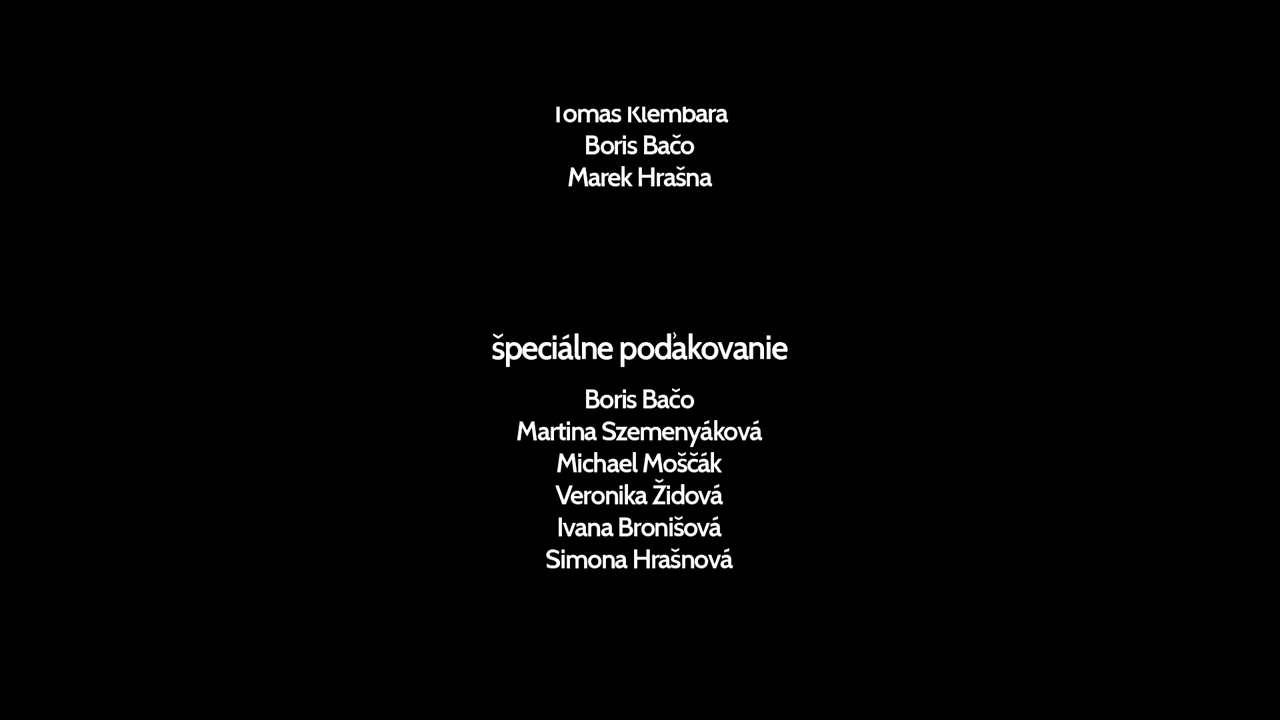 Tomas Klembara
Boris Bačo
Marek Hrašna
špeciálne poďakovanie
Boris Bačo
Martina Szemenyáková
Michael Moščák
Veronika Židová
Ivana Bronišová
Simona Hrašnová